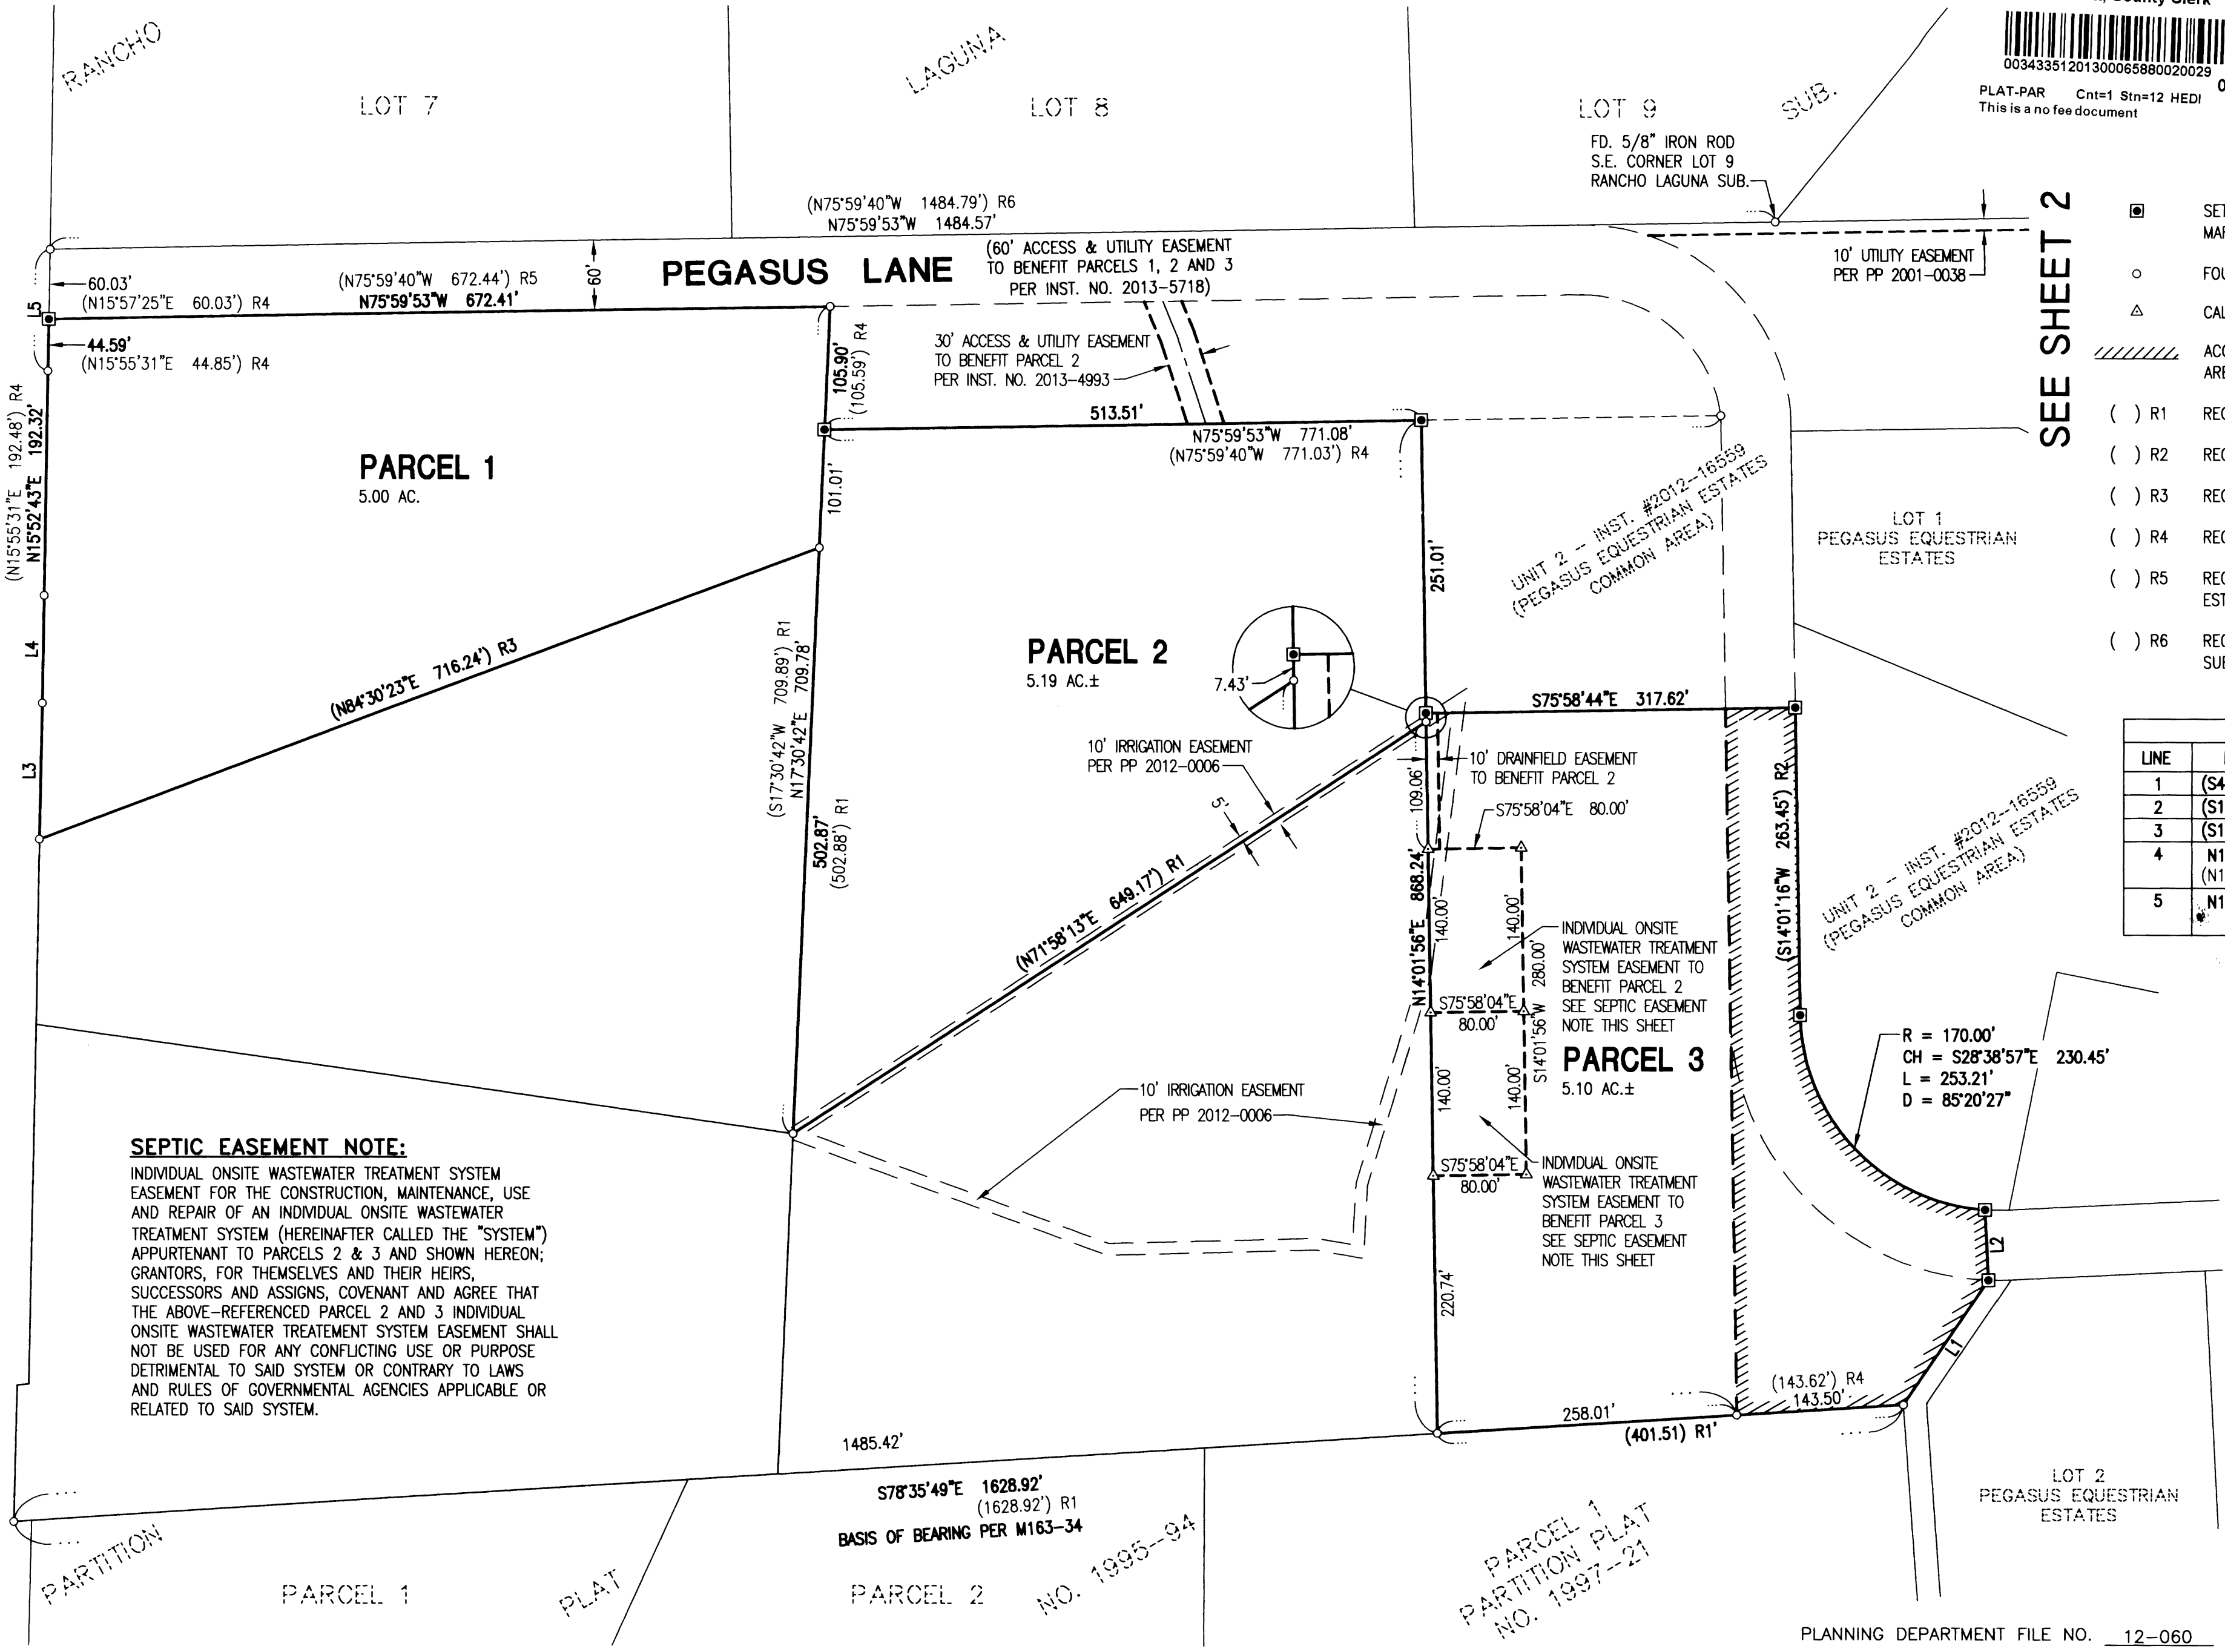 County Clerk
00343351201300065880020029
PLAT-PAR Cnt=1 Stn=12 HEDI
This is a no fee document
RANCHO
LAGUNA
SUB.
LOT 7
LOT 8
LOT 9
FD. 5/8" IRON ROD
S.E. CORNER LOT 9
RANCHO LAGUNA SUB.
(N75°59'40"W 1484.79') R6
N75°59'53"W 1484.57'
(60' ACCESS & UTILITY EASEMENT
TO BENEFIT PARCELS 1, 2 AND 3
PER INST. NO. 2013-5718)
PEGASUS LANE
60'
10' UTILITY EASEMENT
PER PP 2001-0038
SEE SHEET 2
60.03'
(N15°57'25"E 60.03') R4
(N75°59'40"W 672.44') R5
N75°59'53"W 672.41'
L5
44.59'
(N15°55'31"E 44.85') R4
(N15°55'31"E 192.48') R4
N15°52'43"E 192.32'
L4
L3
105.90'
(105.59') R4
30' ACCESS & UTILITY EASEMENT
TO BENEFIT PARCEL 2
PER INST. NO. 2013-4993
513.51'
N75°59'53"W 771.08'
(N75°59'40"W 771.03') R4
PARCEL 1
5.00 AC.
101.01'
(N84°30'23"E 716.24') R3
(S17°30'42"W 709.89') R1
N17°30'42"E 709.78'
502.87'
(502.88') R1
PARCEL 2
5.19 AC.±
7.43'
251.01'
UNIT 2 - INST. #2012-16559
(PEGASUS EQUESTRIAN ESTATES
COMMON AREA)
LOT 1
PEGASUS EQUESTRIAN
ESTATES
S75°58'44"E 317.62'
10' IRRIGATION EASEMENT
PER PP 2012-0006
5'
(N71°58'13"E 649.17') R1
10' DRAINFIELD EASEMENT
TO BENEFIT PARCEL 2
109.06'
S75°58'04"E 80.00'
N14°01'56"E 868.24'
140.00'
140.00'
S14°01'56"W 280.00'
INDIVIDUAL ONSITE
WASTEWATER TREATMENT
SYSTEM EASEMENT TO
BENEFIT PARCEL 2
SEE SEPTIC EASEMENT
NOTE THIS SHEET
S75°58'04"E
80.00'
(S14°01'16"W 263.45') R2
UNIT 2 - INST. #2012-16559
(PEGASUS EQUESTRIAN ESTATES
COMMON AREA)
PARCEL 3
5.10 AC.±
140.00'
140.00'
R = 170.00'
CH = S28°38'57"E 230.45'
L = 253.21'
D = 85°20'27"
10' IRRIGATION EASEMENT
PER PP 2012-0006
S75°58'04"E
80.00'
INDIVIDUAL ONSITE
WASTEWATER TREATMENT
SYSTEM EASEMENT TO
BENEFIT PARCEL 3
SEE SEPTIC EASEMENT
NOTE THIS SHEET
220.74'
L2
L1
(143.62') R4
143.50'
258.01'
(401.51) R1'
SEPTIC EASEMENT NOTE:
INDIVIDUAL ONSITE WASTEWATER TREATMENT SYSTEM
EASEMENT FOR THE CONSTRUCTION, MAINTENANCE, USE
AND REPAIR OF AN INDIVIDUAL ONSITE WASTEWATER
TREATMENT SYSTEM (HEREINAFTER CALLED THE "SYSTEM")
APPURTENANT TO PARCELS 2 & 3 AND SHOWN HEREON;
GRANTORS, FOR THEMSELVES AND THEIR HEIRS,
SUCCESSORS AND ASSIGNS, COVENANT AND AGREE THAT
THE ABOVE-REFERENCED PARCEL 2 AND 3 INDIVIDUAL
ONSITE WASTEWATER TREATEMENT SYSTEM EASEMENT SHALL
NOT BE USED FOR ANY CONFLICTING USE OR PURPOSE
DETRIMENTAL TO SAID SYSTEM OR CONTRARY TO LAWS
AND RULES OF GOVERNMENTAL AGENCIES APPLICABLE OR
RELATED TO SAID SYSTEM.
1485.42'
S78°35'49"E 1628.92'
(1628.92') R1
BASIS OF BEARING PER M163-34
PARTITION
PLAT
NO. 1995-94
PARCEL 1
PARCEL 2
PARCEL 1
PARTITION PLAT
NO. 1997-21
LOT 2
PEGASUS EQUESTRIAN
ESTATES
( ) R1
( ) R2
( ) R3
( ) R4
( ) R5
( ) R6
LINE
1 (S4
2 (S1
3 (S1
4 N1
(N1
5 N1
PLANNING DEPARTMENT FILE NO. 12-060